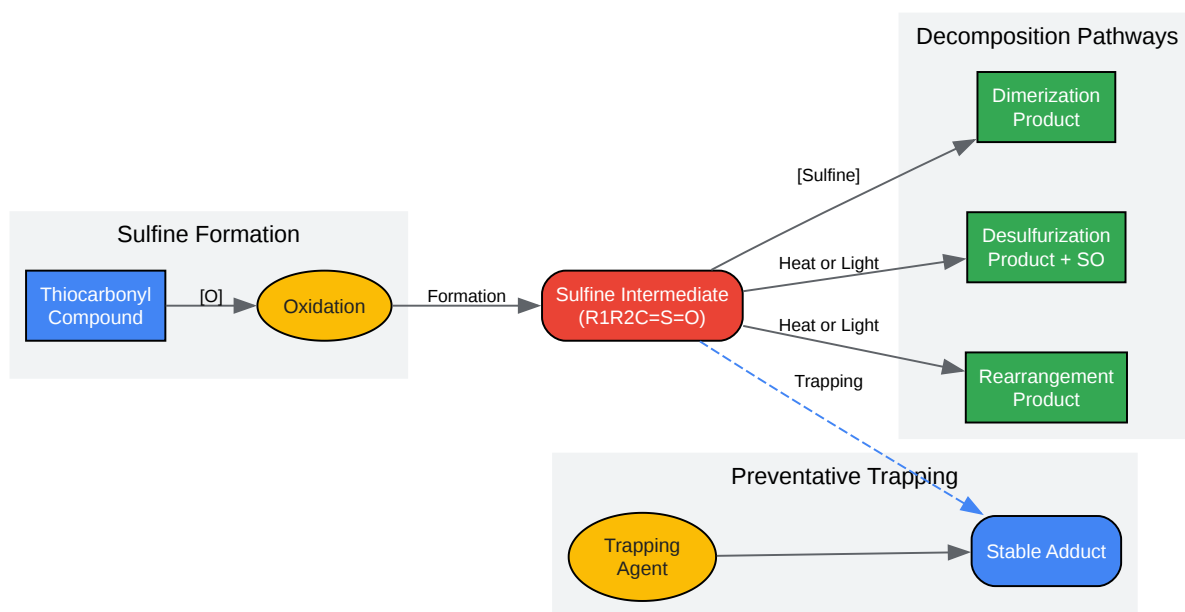 Decomposition Pathways
Dimerization
Product
[Sulfine]
Sulfine Formation
Desulfurization
Product + SO
Heat or Light
Thiocarbonyl
Compound
[O]
Oxidation
Formation
Sulfine Intermediate
(R1R2C=S=O)
Heat or Light
Rearrangement
Product
Trapping
Preventative Trapping
Trapping
Agent
Stable Adduct